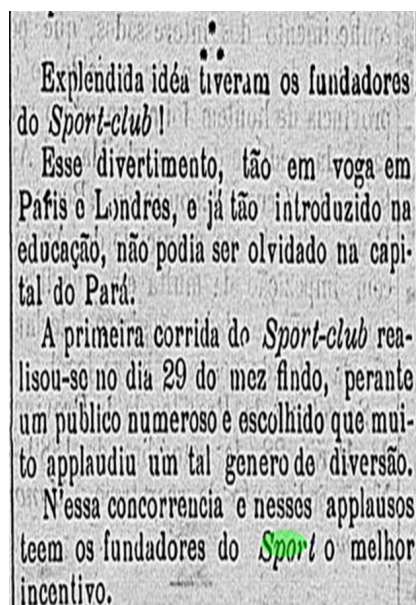 Explendida idéa tiveram os fundadores
do Sport-club!
Esse divertimento, tão em voga em
Paris e Londres, e já tão introduzido na
educação, não podia ser olvidado na capi-
tal do Pará.
A primeira corrida do Sport-club rea-
lisou-se no dia 29 do mez findo, perante
um publico numeroso e escolhido que mui-
to applaudiu um tal genero de diversão.
N'essa concorrencia e nesses applausos
teem os fundadores do Sport o melhor
incentivo.